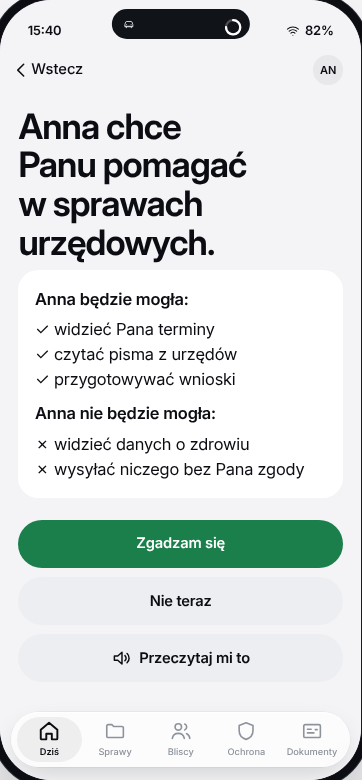 15:40
82%
Wstecz
AN
Anna chce
Panu pomagać
w sprawach
urzędowych.
Anna będzie mogła:
widzieć Pana terminy
czytać pisma z urzędów
przygotowywać wnioski
Anna nie będzie mogła:
widzieć danych o zdrowiu
wysyłać niczego bez Pana zgody
Zgadzam się
Nie teraz
Przeczytaj mi to
Dziś
Sprawy
Bliscy
Ochrona
Dokumenty